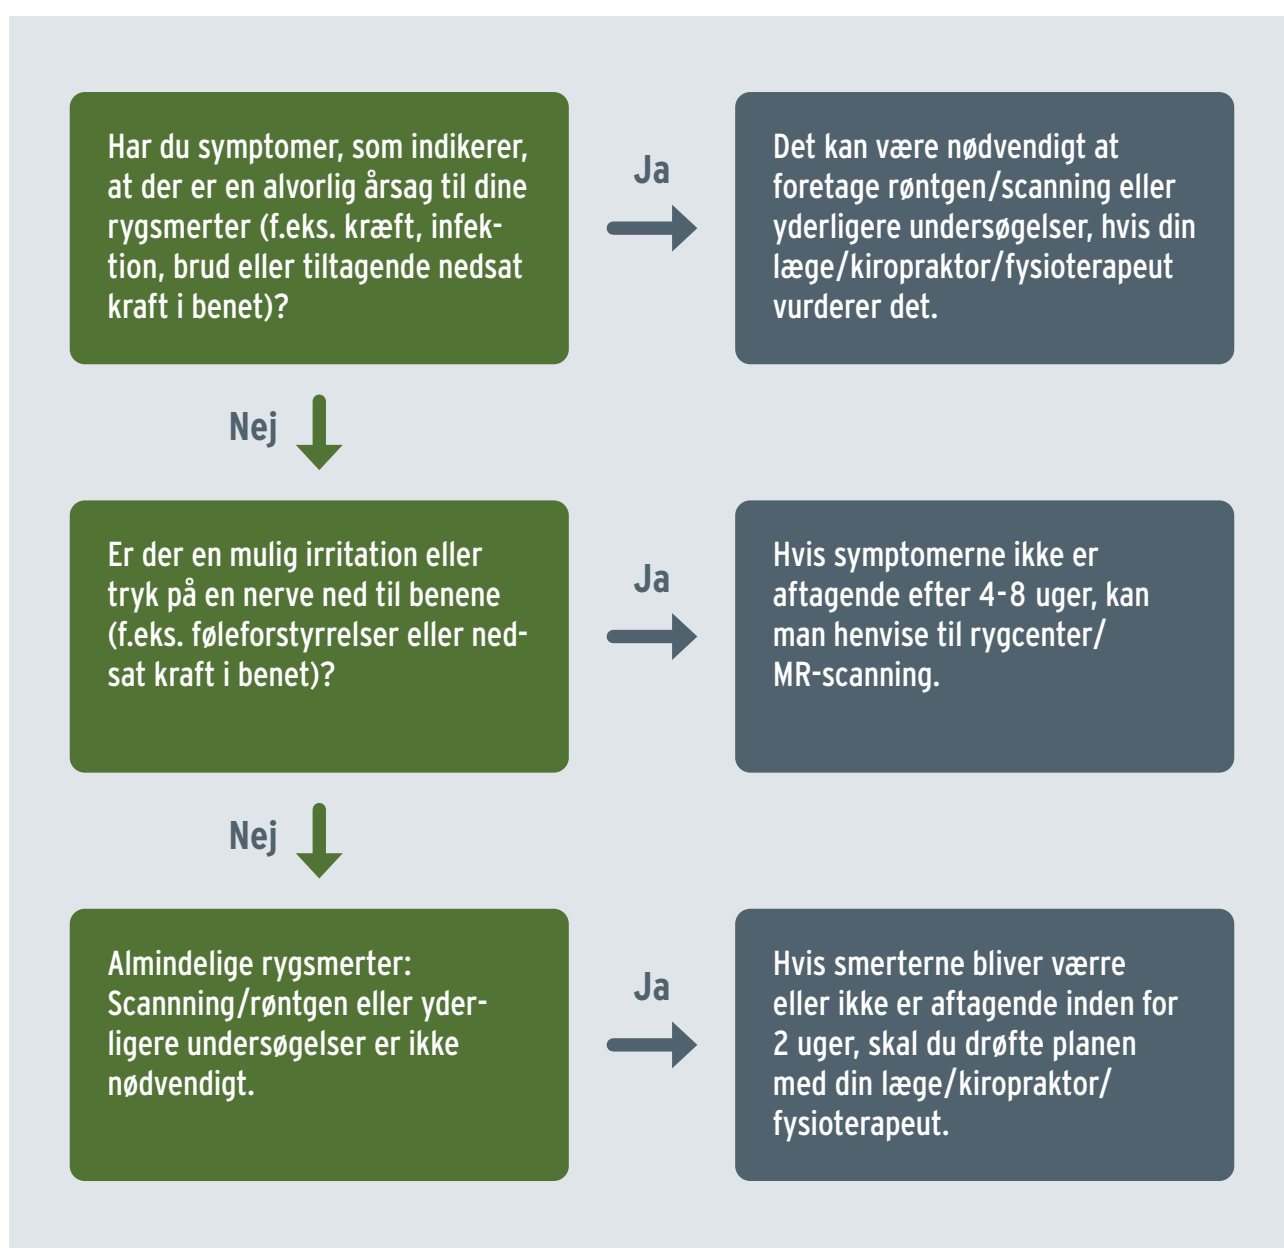 Har du symptomer, som indikerer,
at der er en alvorlig årsag til dine
rygsmerter (f.eks. kræft, infek-
tion, brud eller tiltagende nedsat
kraft i benet)?
Ja
Det kan være nødvendigt at
foretage røntgen/scanning eller
yderligere undersøgelser, hvis din
læge/kiropraktor/fysioterapeut
vurderer det.
Nej
Er der en mulig irritation eller
tryk på en nerve ned til benene
(f.eks. føleforstyrrelser eller ned-
sat kraft i benet)?
Ja
Hvis symptomerne ikke er
aftagende efter 4-8 uger, kan
man henvise til rygcenter/
MR-scanning.
Nej
Almindelige rygsmerter:
Scannning/røntgen eller yder-
ligere undersøgelser er ikke
nødvendigt.
Ja
Hvis smerterne bliver værre
eller ikke er aftagende inden for
2 uger, skal du drøfte planen
med din læge/kiropraktor/
fysioterapeut.